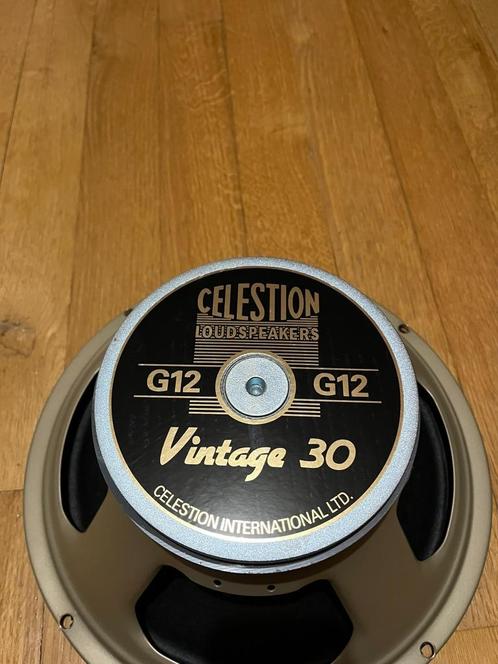 CELESTION
LOUDSPEAKERS
G12 G12
Vintage 30
CELESTION INTERNATIONAL LTD.